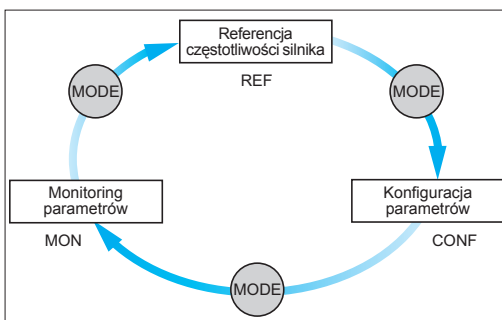 Referencja
częstotliwości silnika
REF
MODE
MODE
Monitoring
parametrów
MON
Konfiguracja
parametrów
CONF
MODE